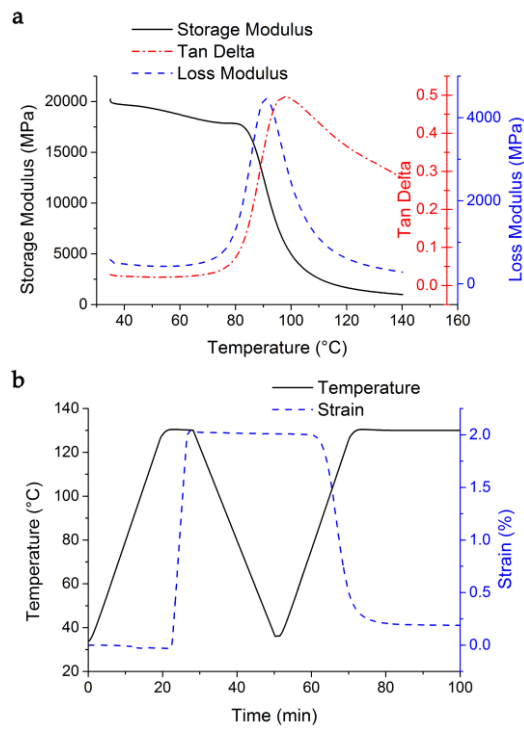 a
Storage Modulus
Tan Delta
Loss Modulus
Storage Modulus (MPa)
20000
15000
10000
5000
0
Tan Delta
0.5
0.4
0.3
0.2
0.1
0.0
Loss Modulus (MPa)
4000
2000
0
40 60 80 100 120 140 160
Temperature (°C)
b
Temperature
Strain
Temperature (°C)
140
120
100
80
60
40
20
Strain (%)
2.0
1.5
1.0
0.5
0.0
0 20 40 60 80 100
Time (min)